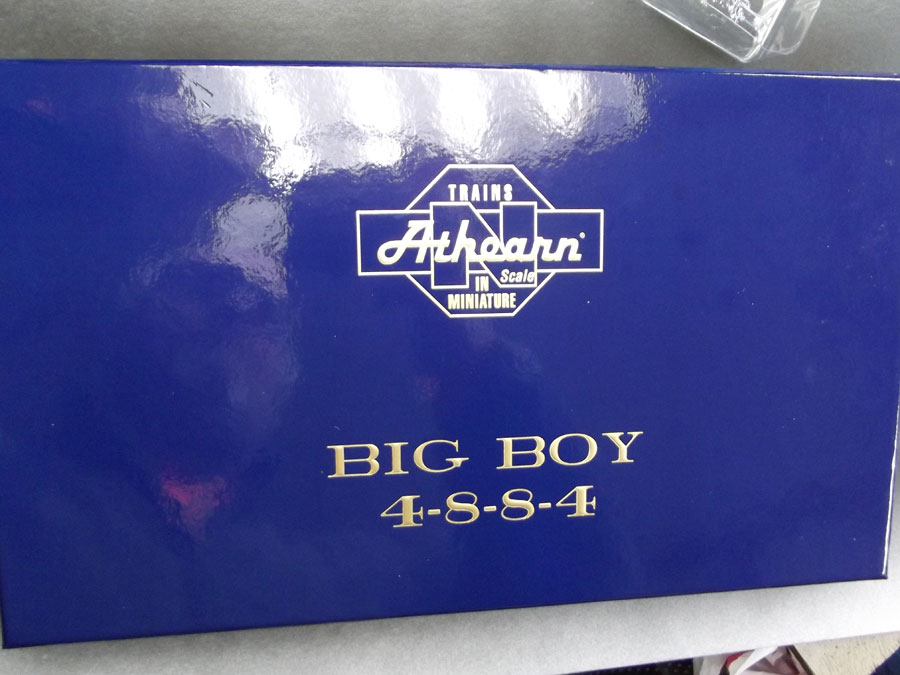 TRAINS
Athearn®
N Scale
IN
MINIATURE
BIG BOY
4-8-8-4